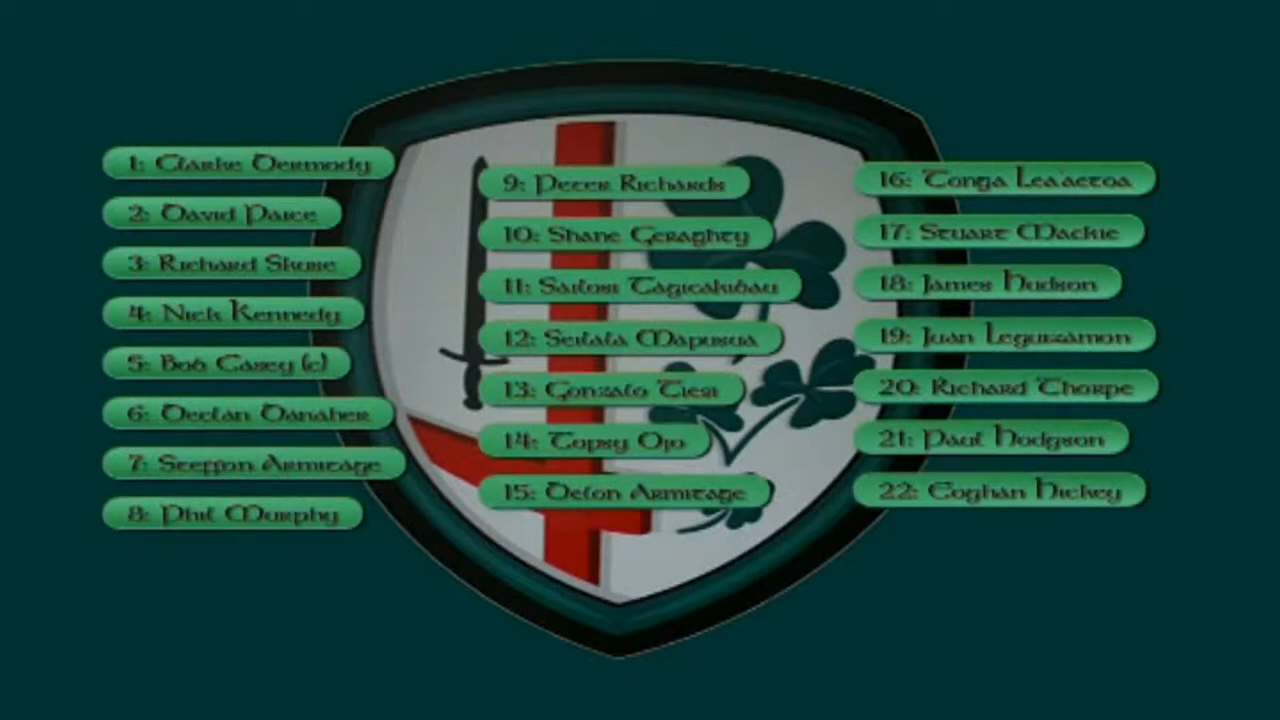 1: Clarke Dermody
2: David Paice
3: Richard Skuse
4: Nick Kennedy
5: Bob Casey (c)
6: Declan Danaher
7: Steffon Armitage
8: Phil Murphy
9: Peter Richards
10: Shane Geraghty
11: Sailosi Tagicakibau
12: Seilala Mapusua
13: Gonzalo Tiesi
14: Topsy Ojo
15: Delon Armitage
16: Tonga Lea'aetoa
17: Stuart Mackie
18: James Hudson
19: Juan Leguizamon
20: Richard Thorpe
21: Paul Hodgson
22: Eoghan Hickey